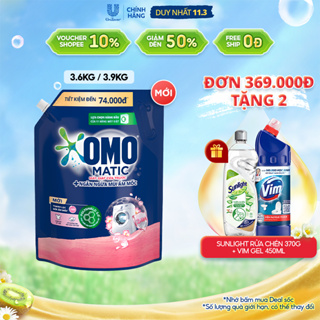 Unilever
CHÍNH HÃNG
DUY NHẤT 11.3
VOUCHER SHOPEE 10%
GIẢM ĐẾN 50%
FREE SHIP 0Đ
3.6KG / 3.9KG
TIẾT KIỆM ĐẾN 74.000đ
MỚI
OMO
MATIC
NGĂN NGỪA MÙI ẨM MỐC
MỚI
ĐƠN 369.000Đ
TẶNG 2
Sunlight
Vim
SUNLIGHT RỬA CHÉN 370G
+ VIM GEL 450ML
*Nhớ bấm mua Deal sốc
*Số lượng quà giới hạn, có thể thay đổi